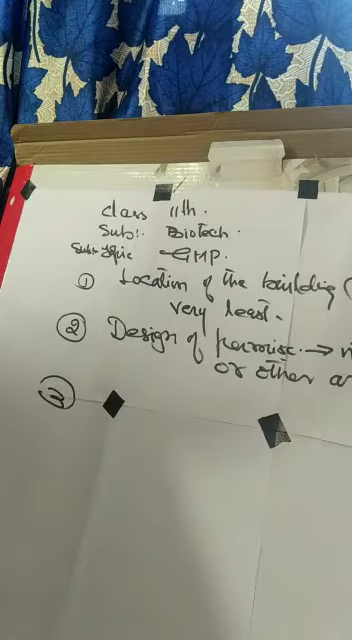 class 11th.
Sub:. Biotech.
Sub-topic GMP.
① Location of the building (
very least.
② Design of premise. →
or other
③